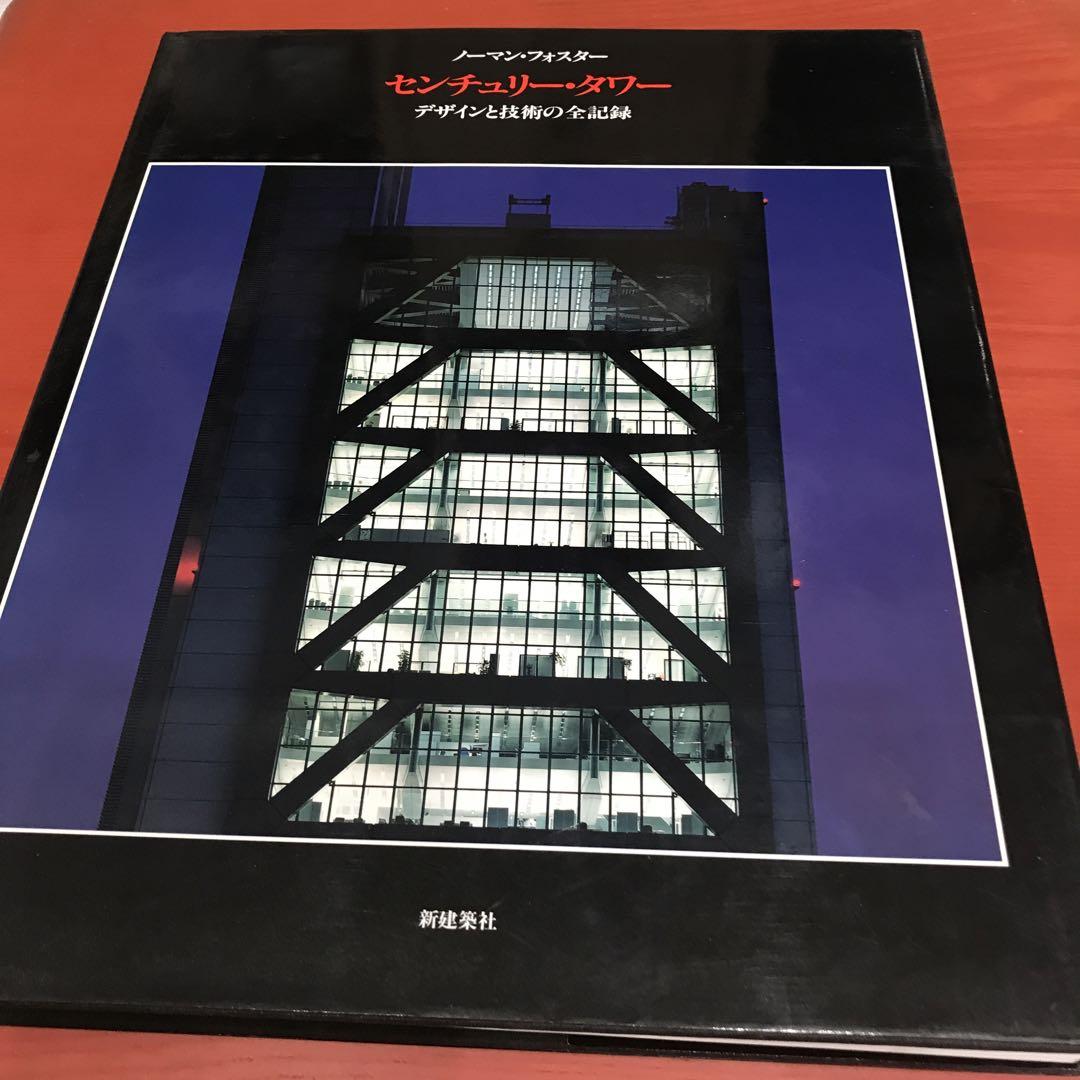 ノーマン・フォスター
センチュリー・タワー
デザインと技術の全記録
新建築社